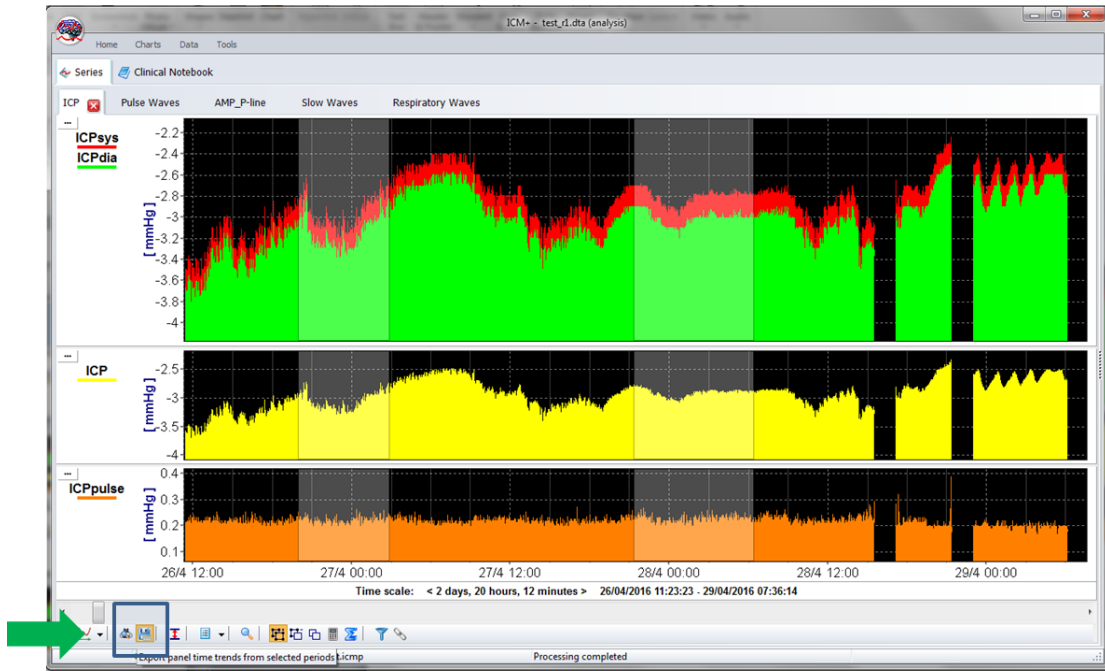 ICM+ - test_r1.dta (analysis)
Home Charts Data Tools
Series Clinical Notebook
ICP Pulse Waves AMP_P-line Slow Waves Respiratory Waves
ICPsys
ICPdia
[mmHg]
-2.2
-2.4
-2.6
-2.8
-3
-3.2
-3.4
-3.6
-3.8
-4
ICP
[mmHg]
-2.5
-3
-3.5
-4
ICPpulse
[mmHg]
0.4
0.3
0.2
0.1
26/4 12:00 27/4 00:00 27/4 12:00 28/4 00:00 28/4 12:00 29/4 00:00
Time scale: < 2 days, 20 hours, 12 minutes > 26/04/2016 11:23:23 - 29/04/2016 07:36:14
Export panel time trends from selected periods t.icmp Processing completed